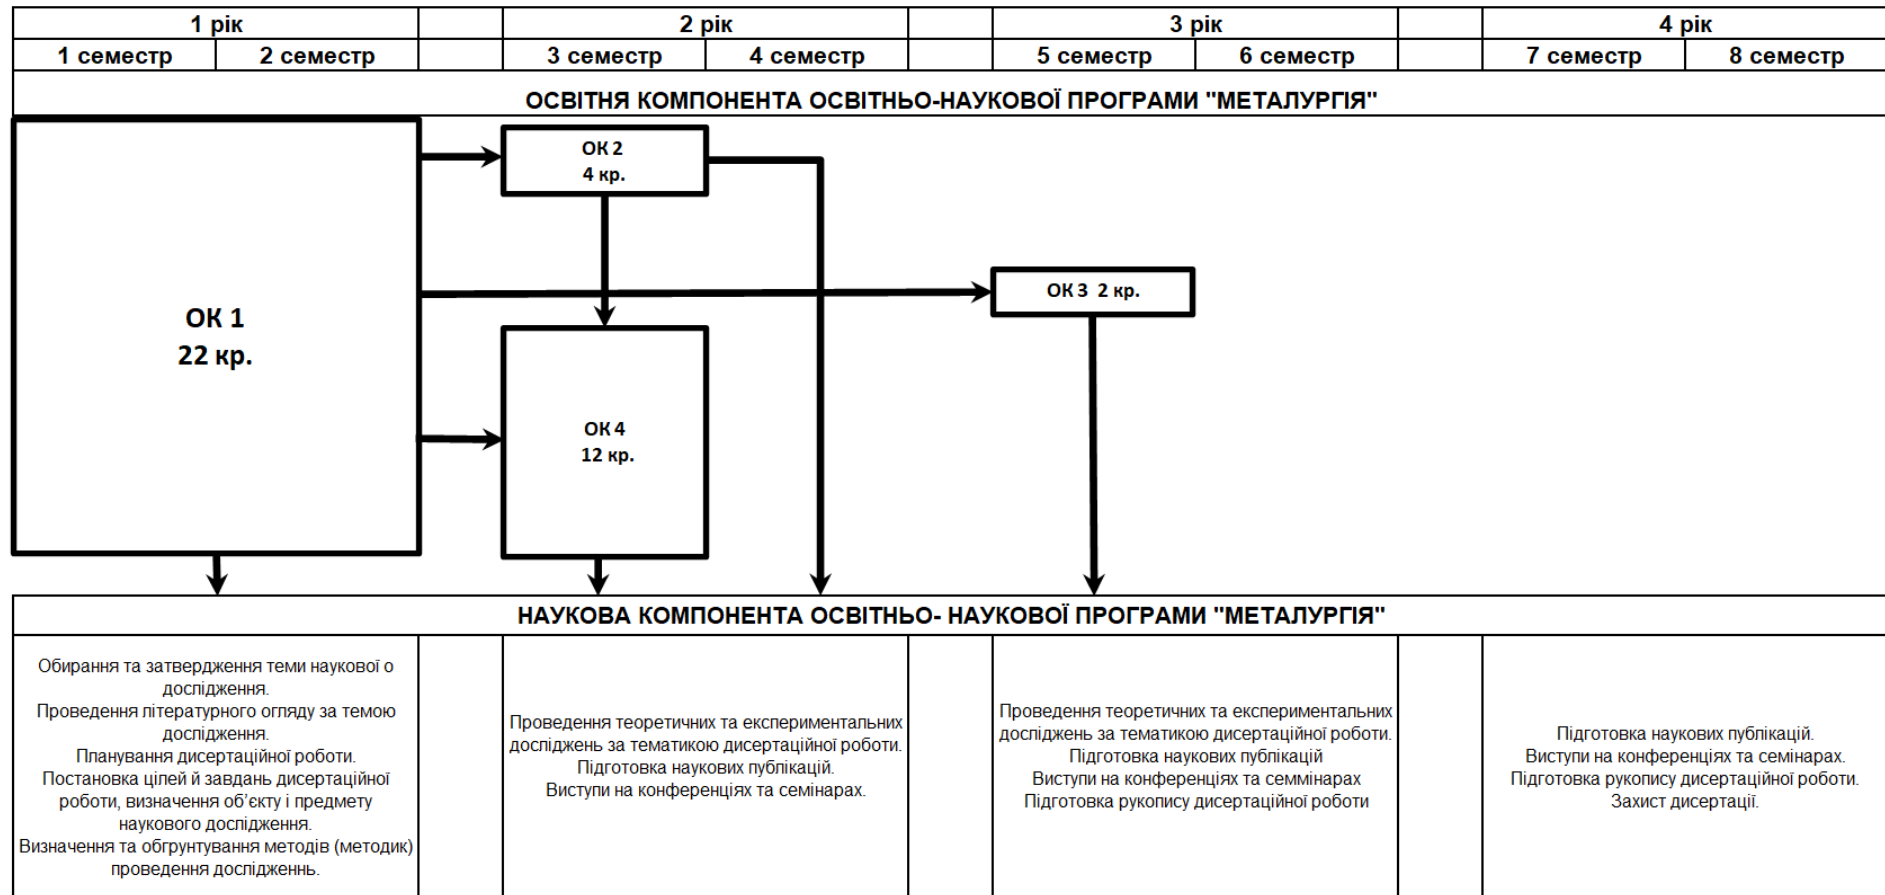 1 рік
2 рік
3 рік
4 рік
1 семестр
2 семестр
3 семестр
4 семестр
5 семестр
6 семестр
7 семестр
8 семестр
ОСВІТНЯ КОМПОНЕНТА ОСВІТНЬО-НАУКОВОЇ ПРОГРАМИ "МЕТАЛУРГІЯ"
ОК 1
22 кр.
ОК 2
4 кр.
ОК 3 2 кр.
ОК 4
12 кр.
НАУКОВА КОМПОНЕНТА ОСВІТНЬО- НАУКОВОЇ ПРОГРАМИ "МЕТАЛУРГІЯ"
Обирання та затвердження теми наукової о
дослідження.
Проведення літературного огляду за темою
дослідження.
Планування дисертаційної роботи.
Постановка цілей й завдань дисертаційної
роботи, визначення об’єкту і предмету
наукового дослідження.
Визначення та обгрунтування методів (методик)
проведення дослідженнь.
Проведення теоретичних та експериментальних
досліджень за тематикою дисертаційної роботи.
Підготовка наукових публікацій.
Виступи на конференціях та семінарах.
Проведення теоретичних та експериментальних
досліджень за тематикою дисертаційної роботи.
Підготовка наукових публікацій
Виступи на конференціях та семмінарах
Підготовка рукопису дисертаційної роботи
Підготовка наукових публікацій.
Виступи на конференціях та семінарах.
Підготовка рукопису дисертаційної роботи.
Захист дисертації.